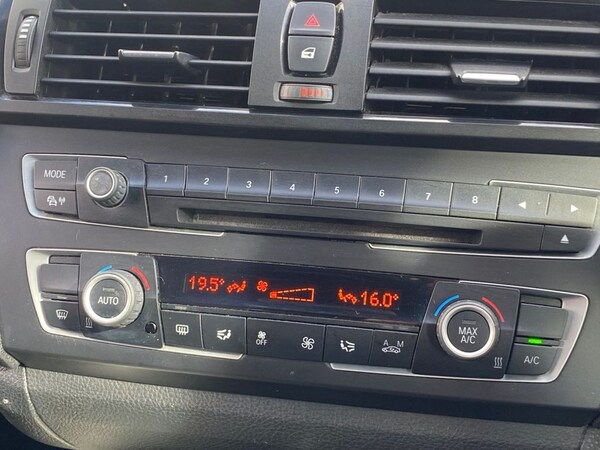 MODE 1 2 3 4 5 6 7 8
19.5° 16.0°
AUTO
MAX
A/C
OFF
A M
A/C